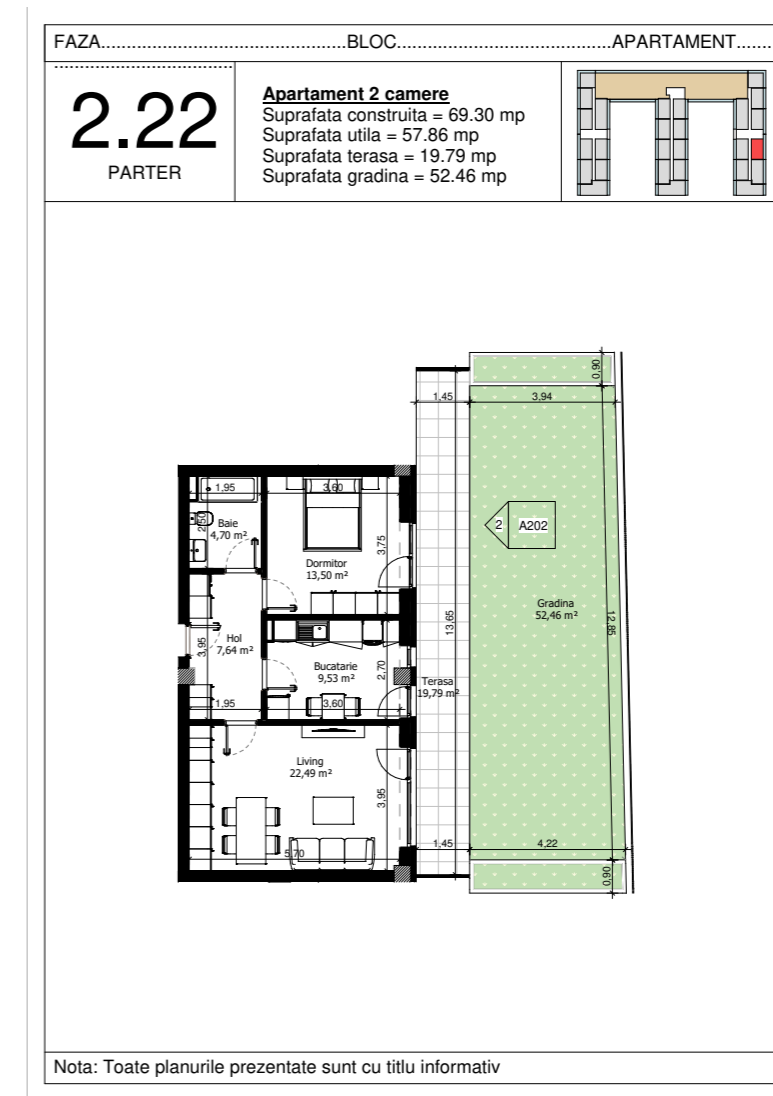 FAZA................................................BLOC..........................................APARTAMENT.......
2.22
PARTER
Apartament 2 camere
Suprafata construita = 69.30 mp
Suprafata utila = 57.86 mp
Suprafata terasa = 19.79 mp
Suprafata gradina = 52.46 mp
0,90
1,45
3,94
1,95
3,60
2,50
Baie
4,70 m²
3,75
2
A202
Dormitor
13,50 m²
Gradina
52,46 m²
13,65
12,85
3,95
Hol
7,64 m²
Bucatarie
9,53 m²
2,70
Terasa
19,79 m²
1,95
3,60
Living
22,49 m²
3,95
5,70
1,45
4,22
0,90
Nota: Toate planurile prezentate sunt cu titlu informativ